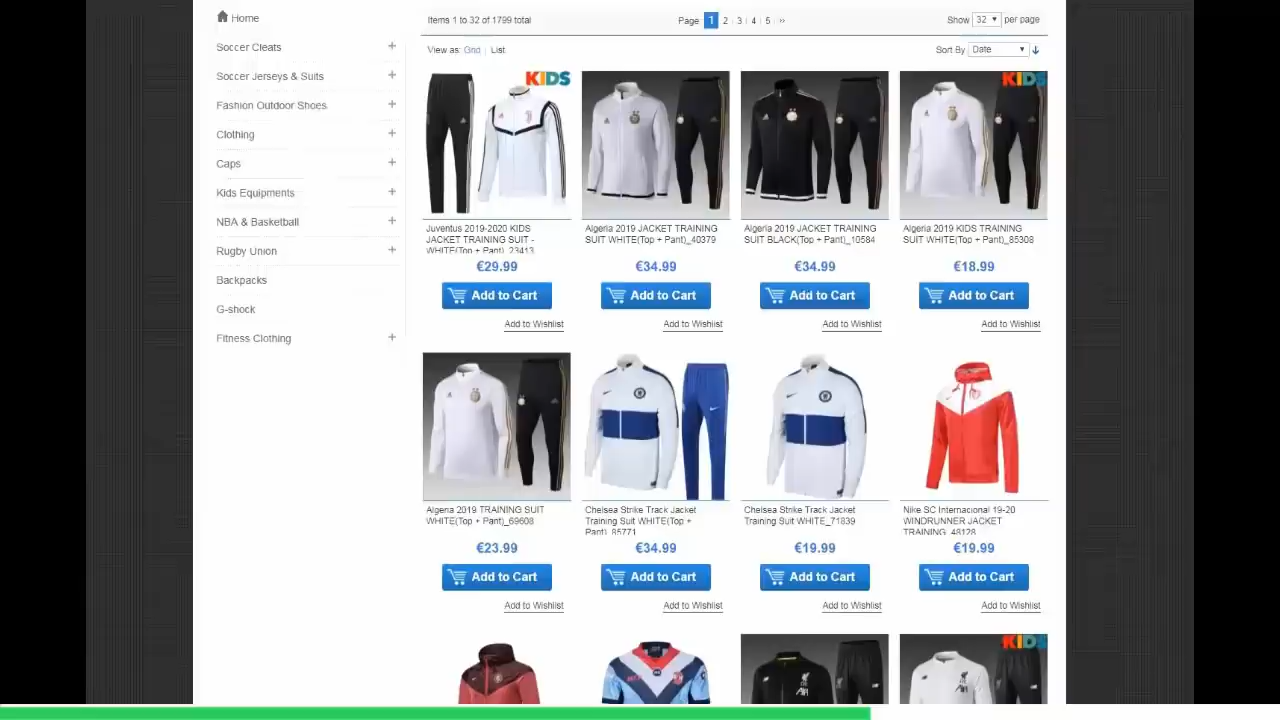 Home
Soccer Cleats
Soccer Jerseys & Suits
Fashion Outdoor Shoes
Clothing
Caps
Kids Equipments
NBA & Basketball
Rugby Union
Backpacks
G-shock
Fitness Clothing
Items 1 to 32 of 1799 total
Page 1 2 3 4 5 »
Show 32 per page
View as: Grid | List
Sort By Date
KIDS
KIDS
Juventus 2019-2020 KIDS
JACKET TRAINING SUIT -
WHITE(Top + Pant)_23413
€29.99
Add to Cart
Add to Wishlist
Algeria 2019 JACKET TRAINING
SUIT WHITE(Top + Pant)_40379
€34.99
Add to Cart
Add to Wishlist
Algeria 2019 JACKET TRAINING
SUIT BLACK(Top + Pant)_10584
€34.99
Add to Cart
Add to Wishlist
Algeria 2019 KIDS TRAINING
SUIT WHITE(Top + Pant)_85308
€18.99
Add to Cart
Add to Wishlist
Algeria 2019 TRAINING SUIT
WHITE(Top + Pant)_69608
€23.99
Add to Cart
Add to Wishlist
Chelsea Strike Track Jacket
Training Suit WHITE(Top +
Pant)_85771
€34.99
Add to Cart
Add to Wishlist
Chelsea Strike Track Jacket
Training Suit WHITE_71839
€19.99
Add to Cart
Add to Wishlist
Nike SC Internacional 19-20
WINDRUNNER JACKET
TRAINING_48128
€19.99
Add to Cart
Add to Wishlist
KIDS